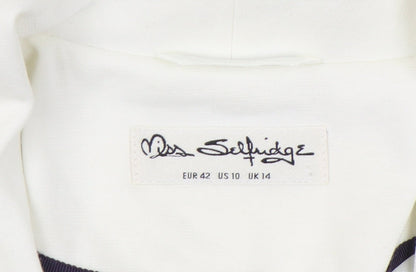 Miss Selfridge
EUR 42 US 10 UK 14